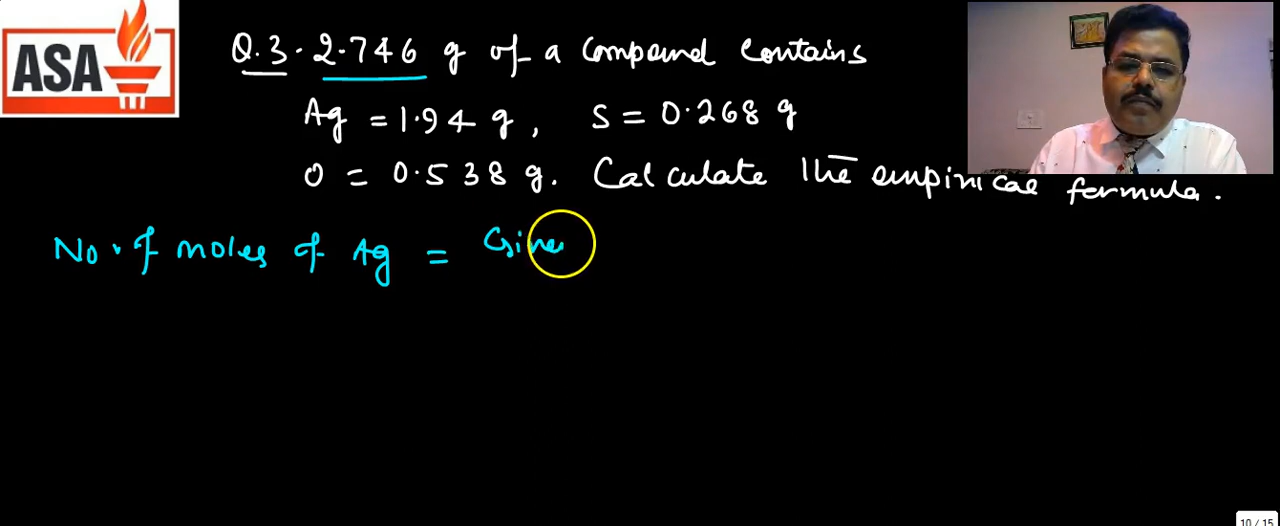 ASA
Q.3. 2.746 g of a compound contains
Ag = 1.94 g, S = 0.268 g
O = 0.538 g. Calculate the empirical formula.
No. of moles of Ag = Given
10 / 15